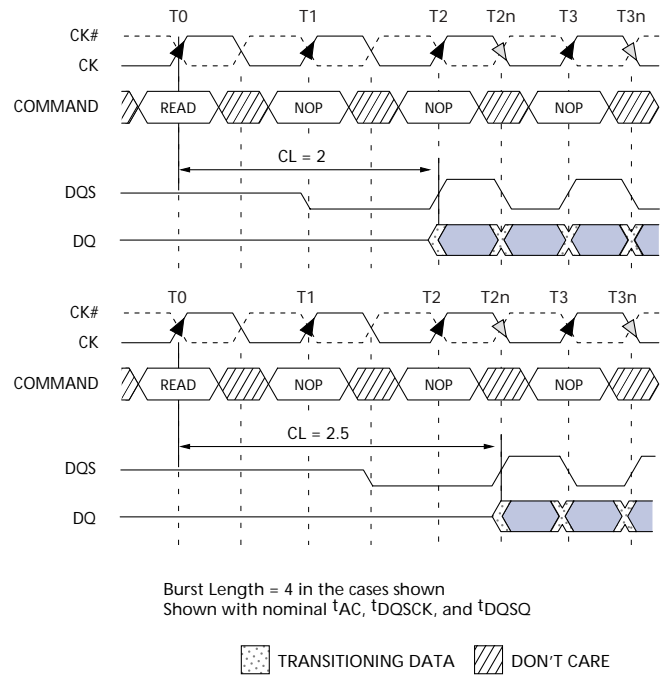 T0 T1 T2 T2n T3 T3n
CK#
CK
COMMAND READ NOP NOP NOP
CL = 2
DQS
DQ
T0 T1 T2 T2n T3 T3n
CK#
CK
COMMAND READ NOP NOP NOP
CL = 2.5
DQS
DQ
Burst Length = 4 in the cases shown
Shown with nominal tAC, tDQSCK, and tDQSQ
TRANSITIONING DATA DON'T CARE